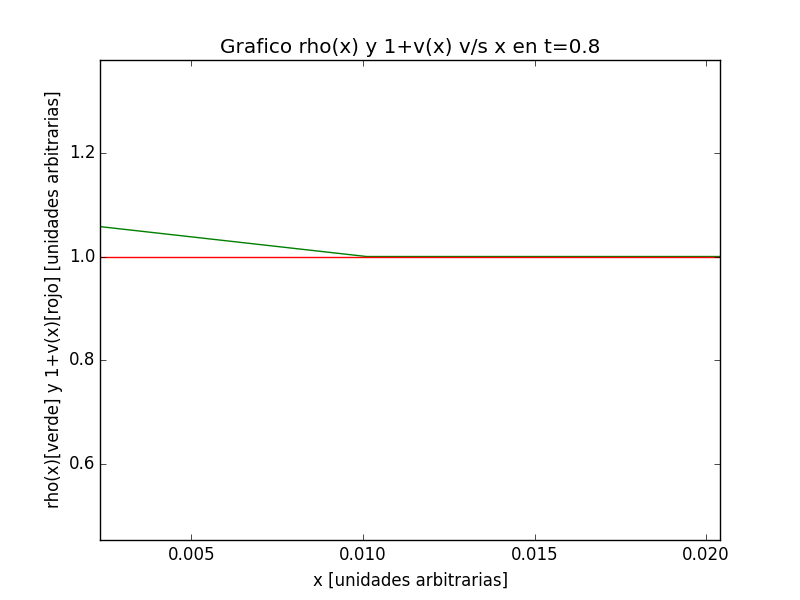 Grafico rho(x) y 1+v(x) v/s x en t=0.8
rho(x)[verde] y 1+v(x)[rojo] [unidades arbitrarias]
1.2
1.0
0.8
0.6
0.005
0.010
0.015
0.020
x [unidades arbitrarias]